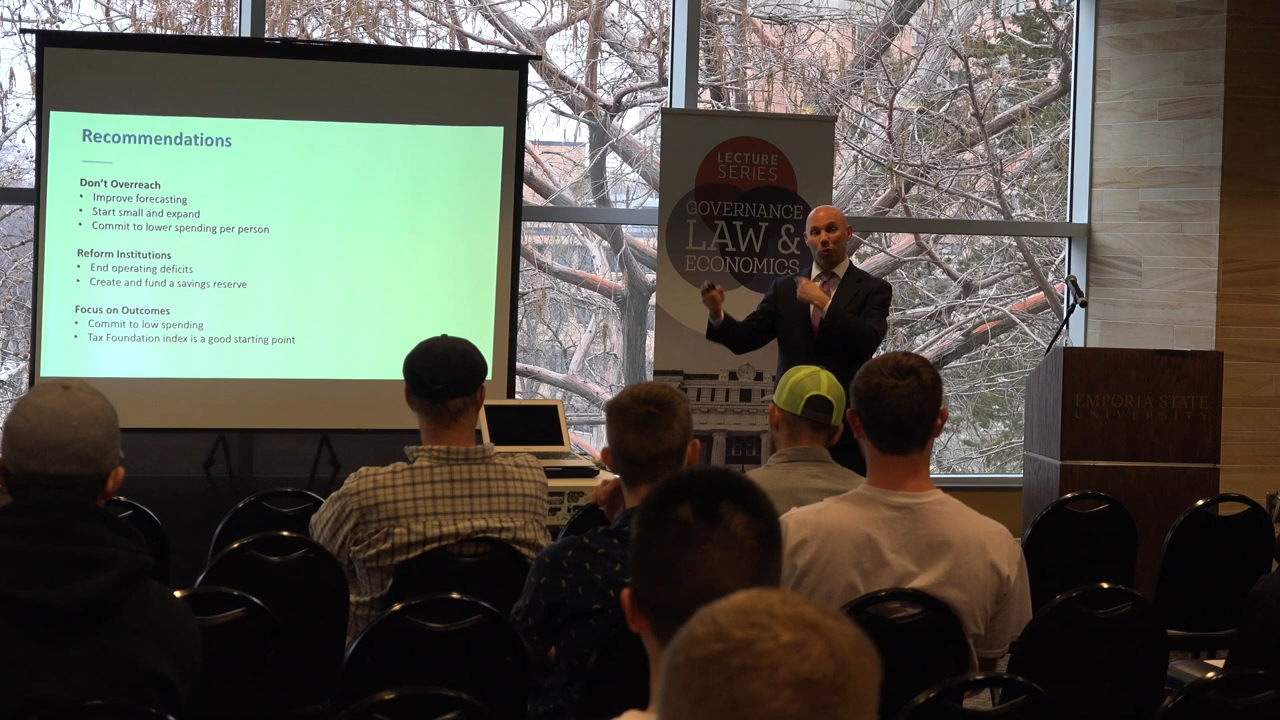 Recommendations
Don't Overreach
• Improve forecasting
• Start small and expand
• Commit to lower spending per person
Reform Institutions
• End operating deficits
• Create and fund a savings reserve
Focus on Outcomes
• Commit to low spending
• Tax Foundation index is a good starting point
LECTURE
SERIES
GOVERNANCE
LAW &
ECONOMICS
EMPORIA STATE
UNIVERSITY